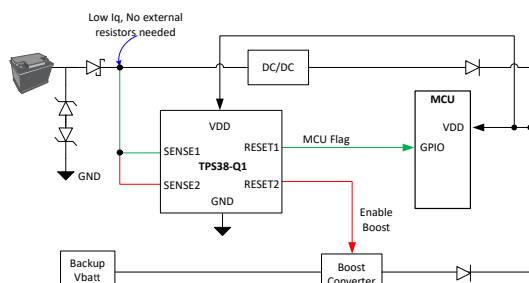 Low Iq, No external
resistors needed
DC/DC
MCU
VDD
VDD
SENSE1
RESET1
MCU Flag
GPIO
TPS38-Q1
SENSE2
RESET2
GND
GND
Enable
Boost
Backup
Vbatt
Boost
Converter